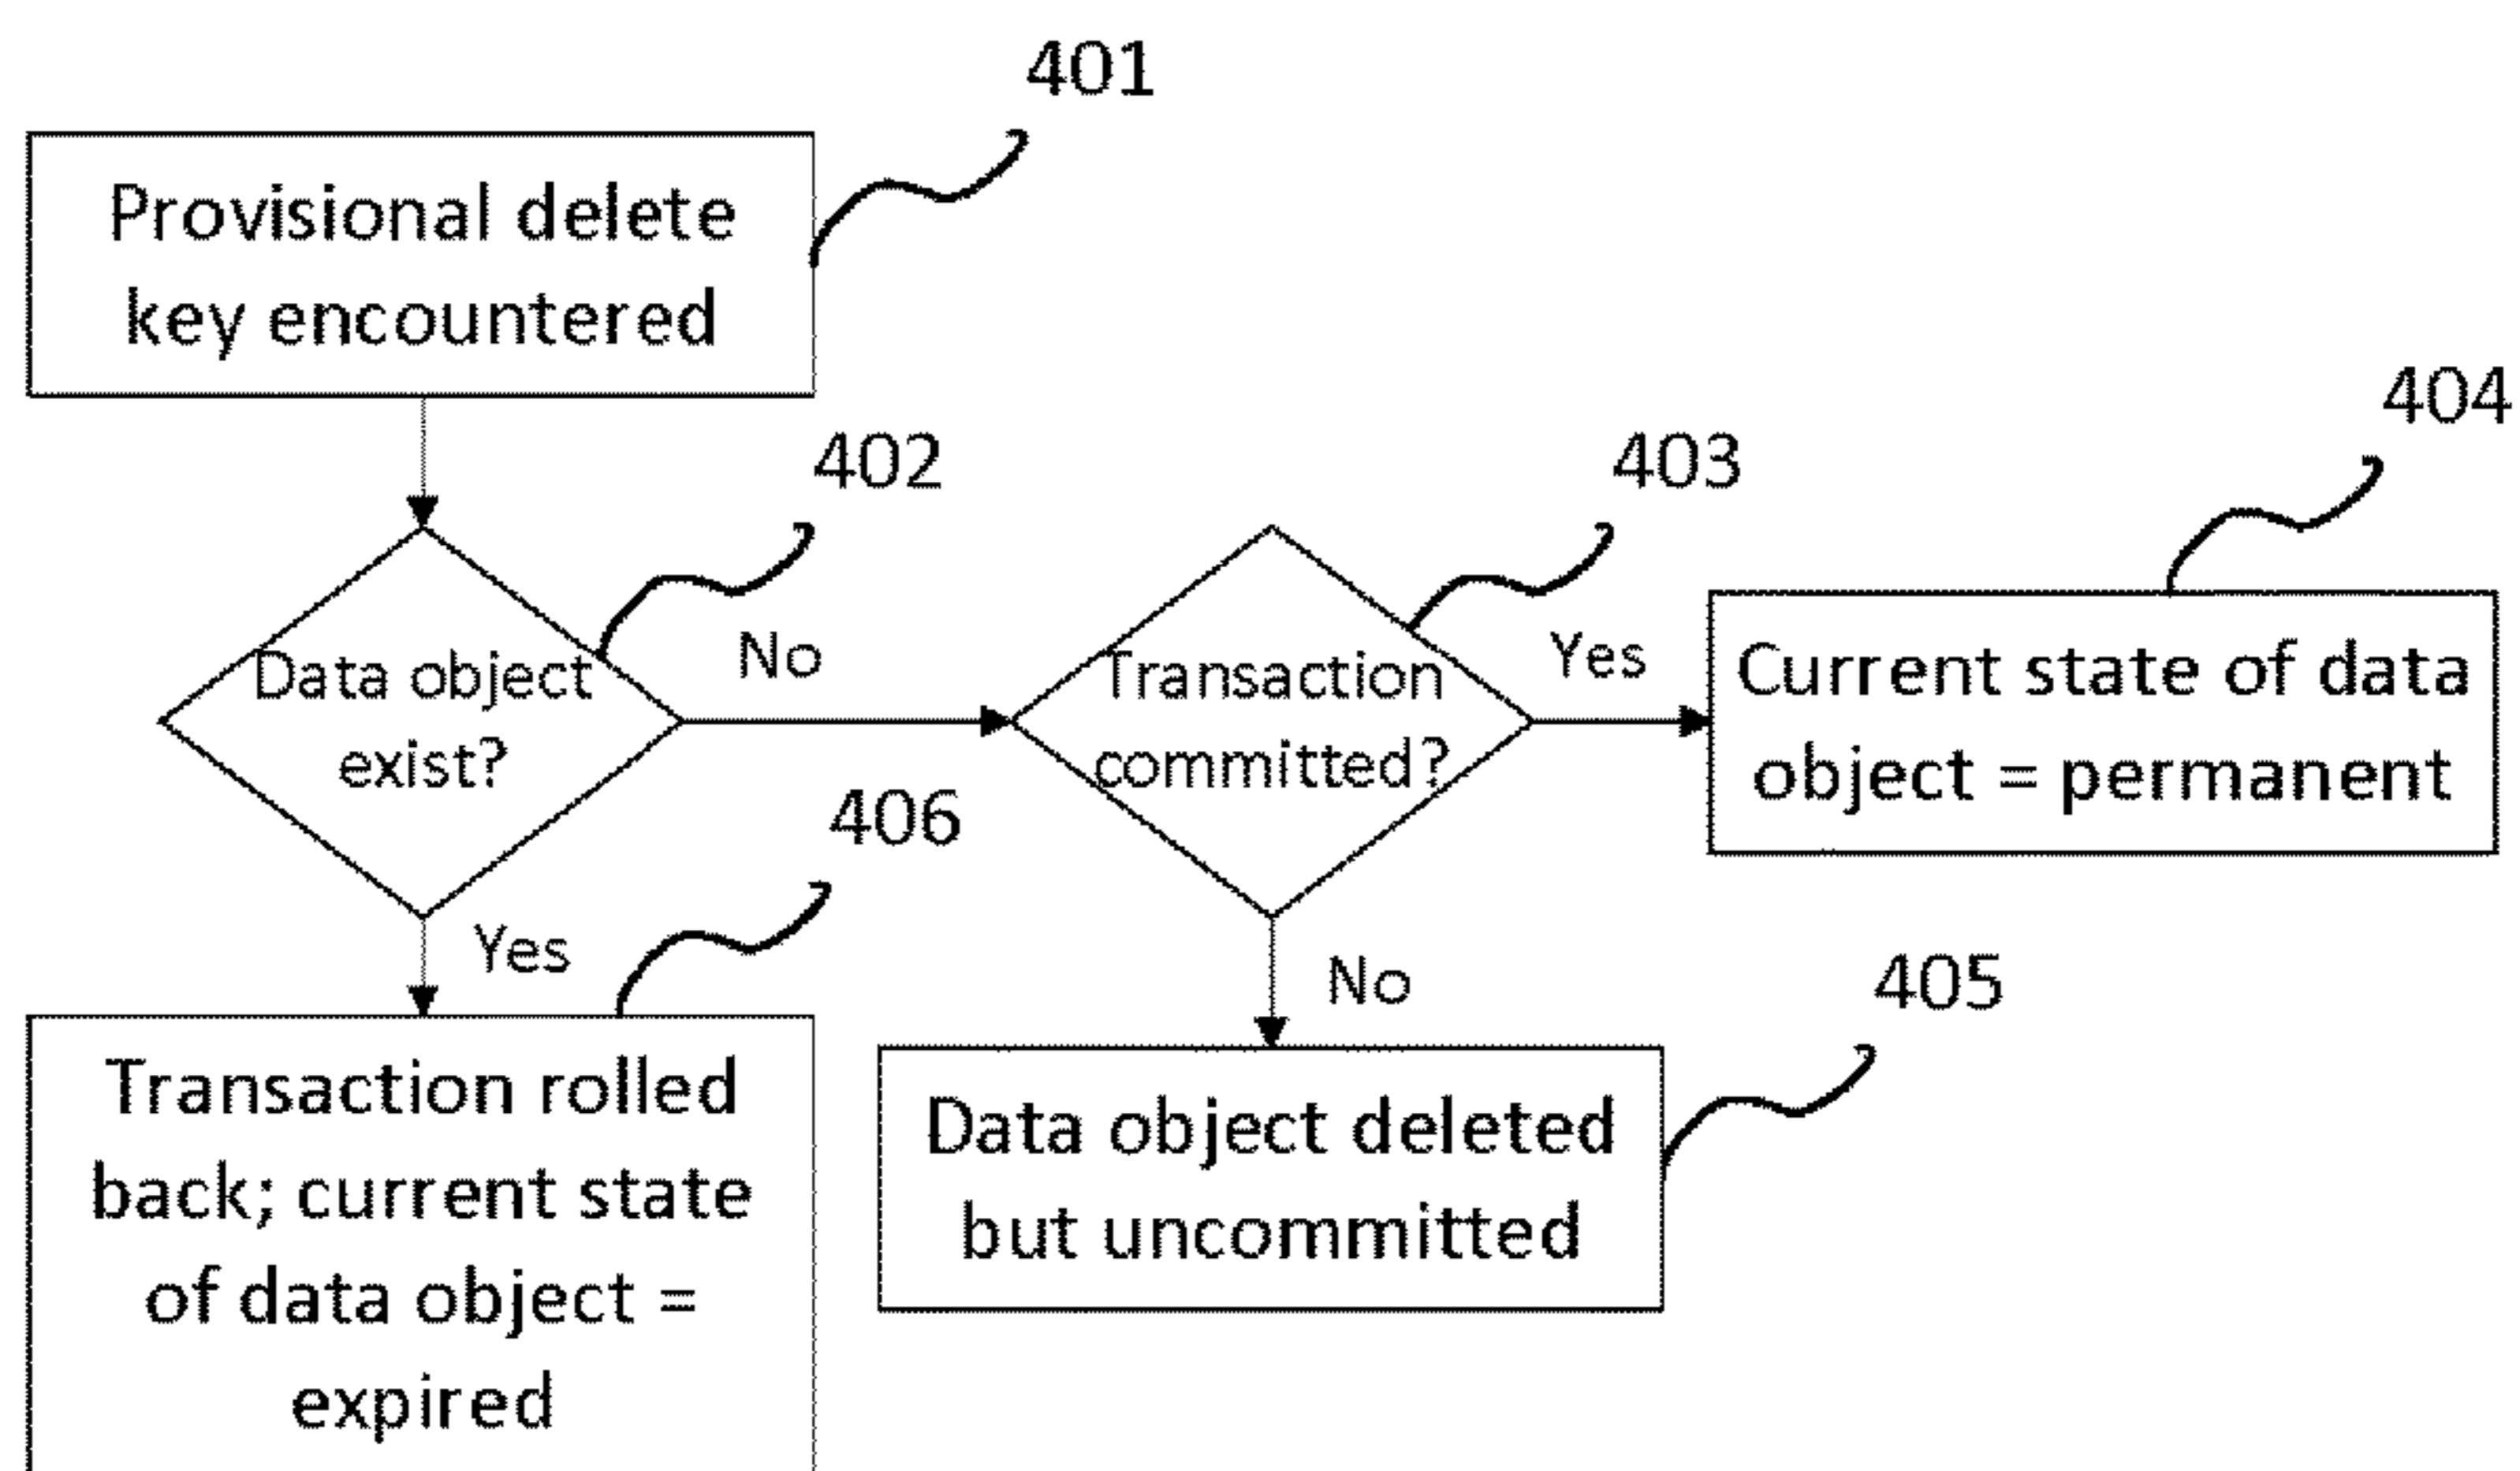 401
Provisional delete
key encountered
402
403
404
Data object
exist?
No
Transaction
committed?
Yes
Current state of data
object = permanent
406
Yes
No
405
Transaction rolled
back; current state
of data object =
expired
Data object deleted
but uncommitted